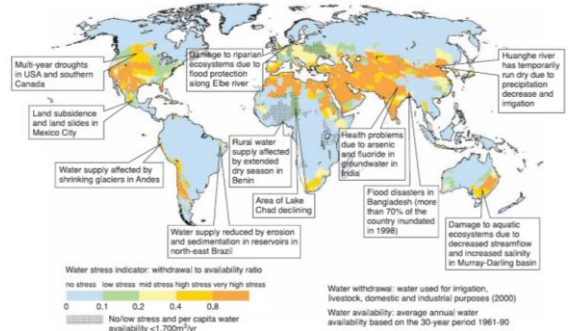 Multi-year droughts
in USA and southern
Canada
Damage to riparian
ecosystems due to
flood protection
along Elbe river
Huanghe river
has temporarily
run dry due to
precipitation
decrease and
irrigation
Land subsidence
and land slides in
Mexico City
Water supply affected by
shrinking glaciers in Andes
Rural water
supply affected
by extended
dry season in
Benin
Health problems
due to arsenic
and fluoride in
groundwater in
India
Area of Lake
Chad declining
Water supply reduced by erosion
and sedimentation in reservoirs in
north-east Brazil
Flood disasters in
Bangladesh (more
than 70% of the
country inundated
in 1998)
Damage to aquatic
ecosystems due to
decreased streamflow
and increased salinity
in Murray-Darling basin
Water stress indicator: withdrawal to availability ratio
no stress low stress mid stress high stress very high stress
0 0.1 0.2 0.4 0.8
No/low stress and per capita water
availability <1,700m³/yr
Water withdrawal: water used for irrigation,
livestock, domestic and industrial purposes (2000)
Water availability: average annual water
availability based on the 30-year period 1961-90